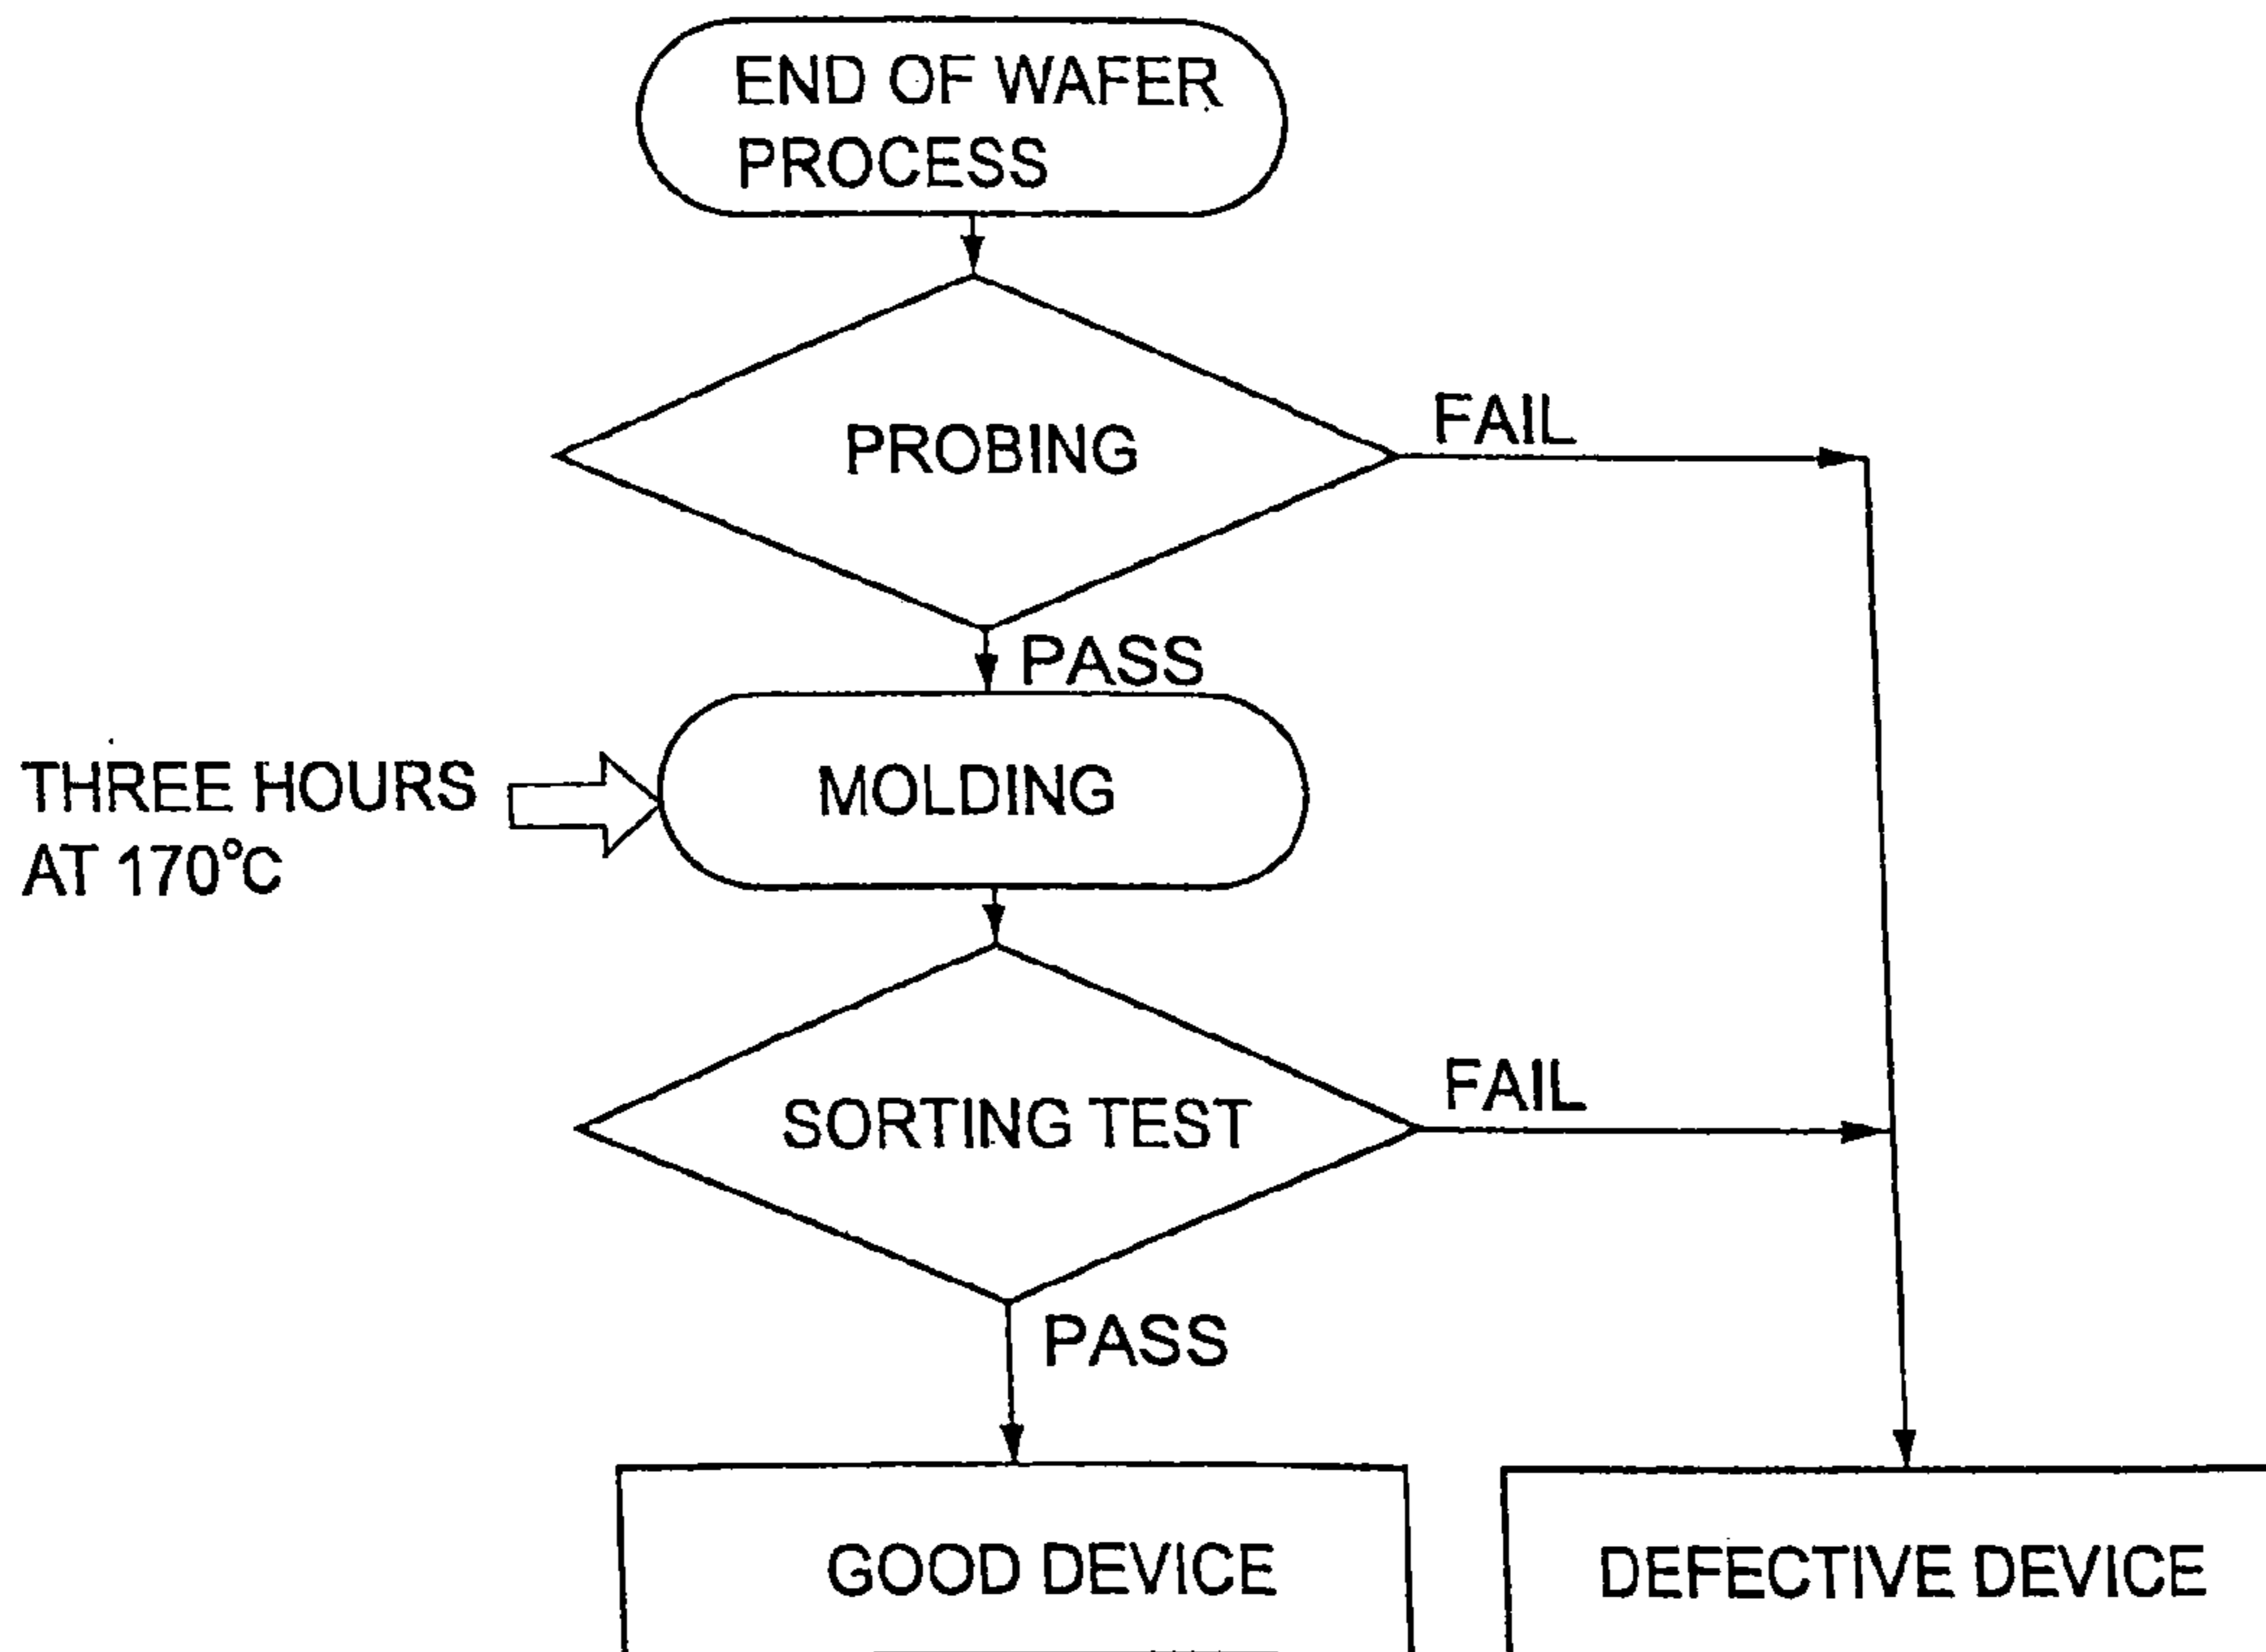 END OF WAFER
PROCESS
PROBING
FAIL
PASS
THREE HOURS
AT 170°C
MOLDING
SORTING TEST
FAIL
PASS
GOOD DEVICE
DEFECTIVE DEVICE